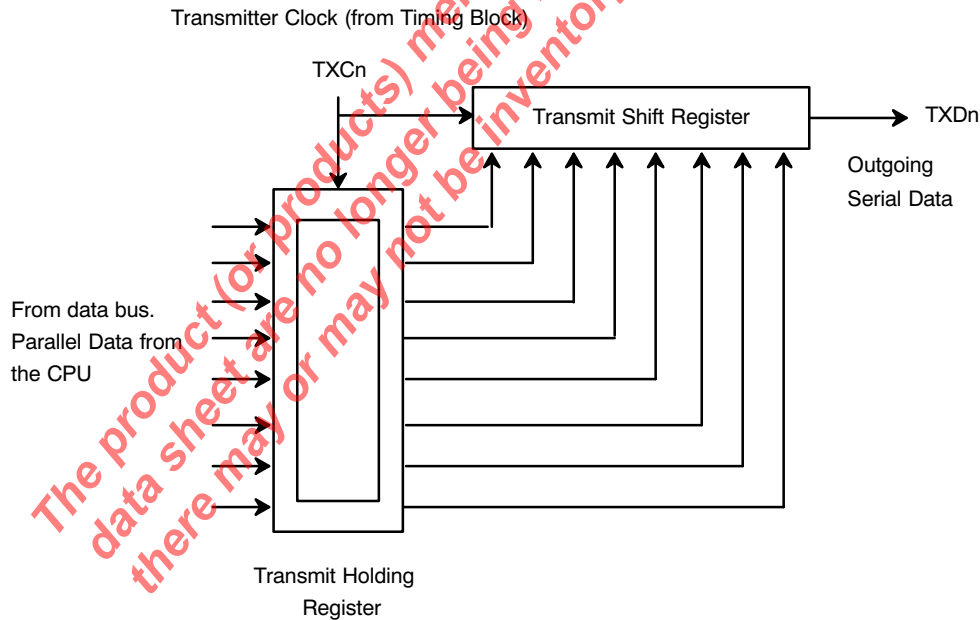 Transmitter Clock (from Timing Block)
TXCn
Transmit Shift Register
TXDn
Outgoing
Serial Data
From data bus.
Parallel Data from
the CPU
Transmit Holding
Register
The product (or products)
data sheet are no longer being
there may or may not be